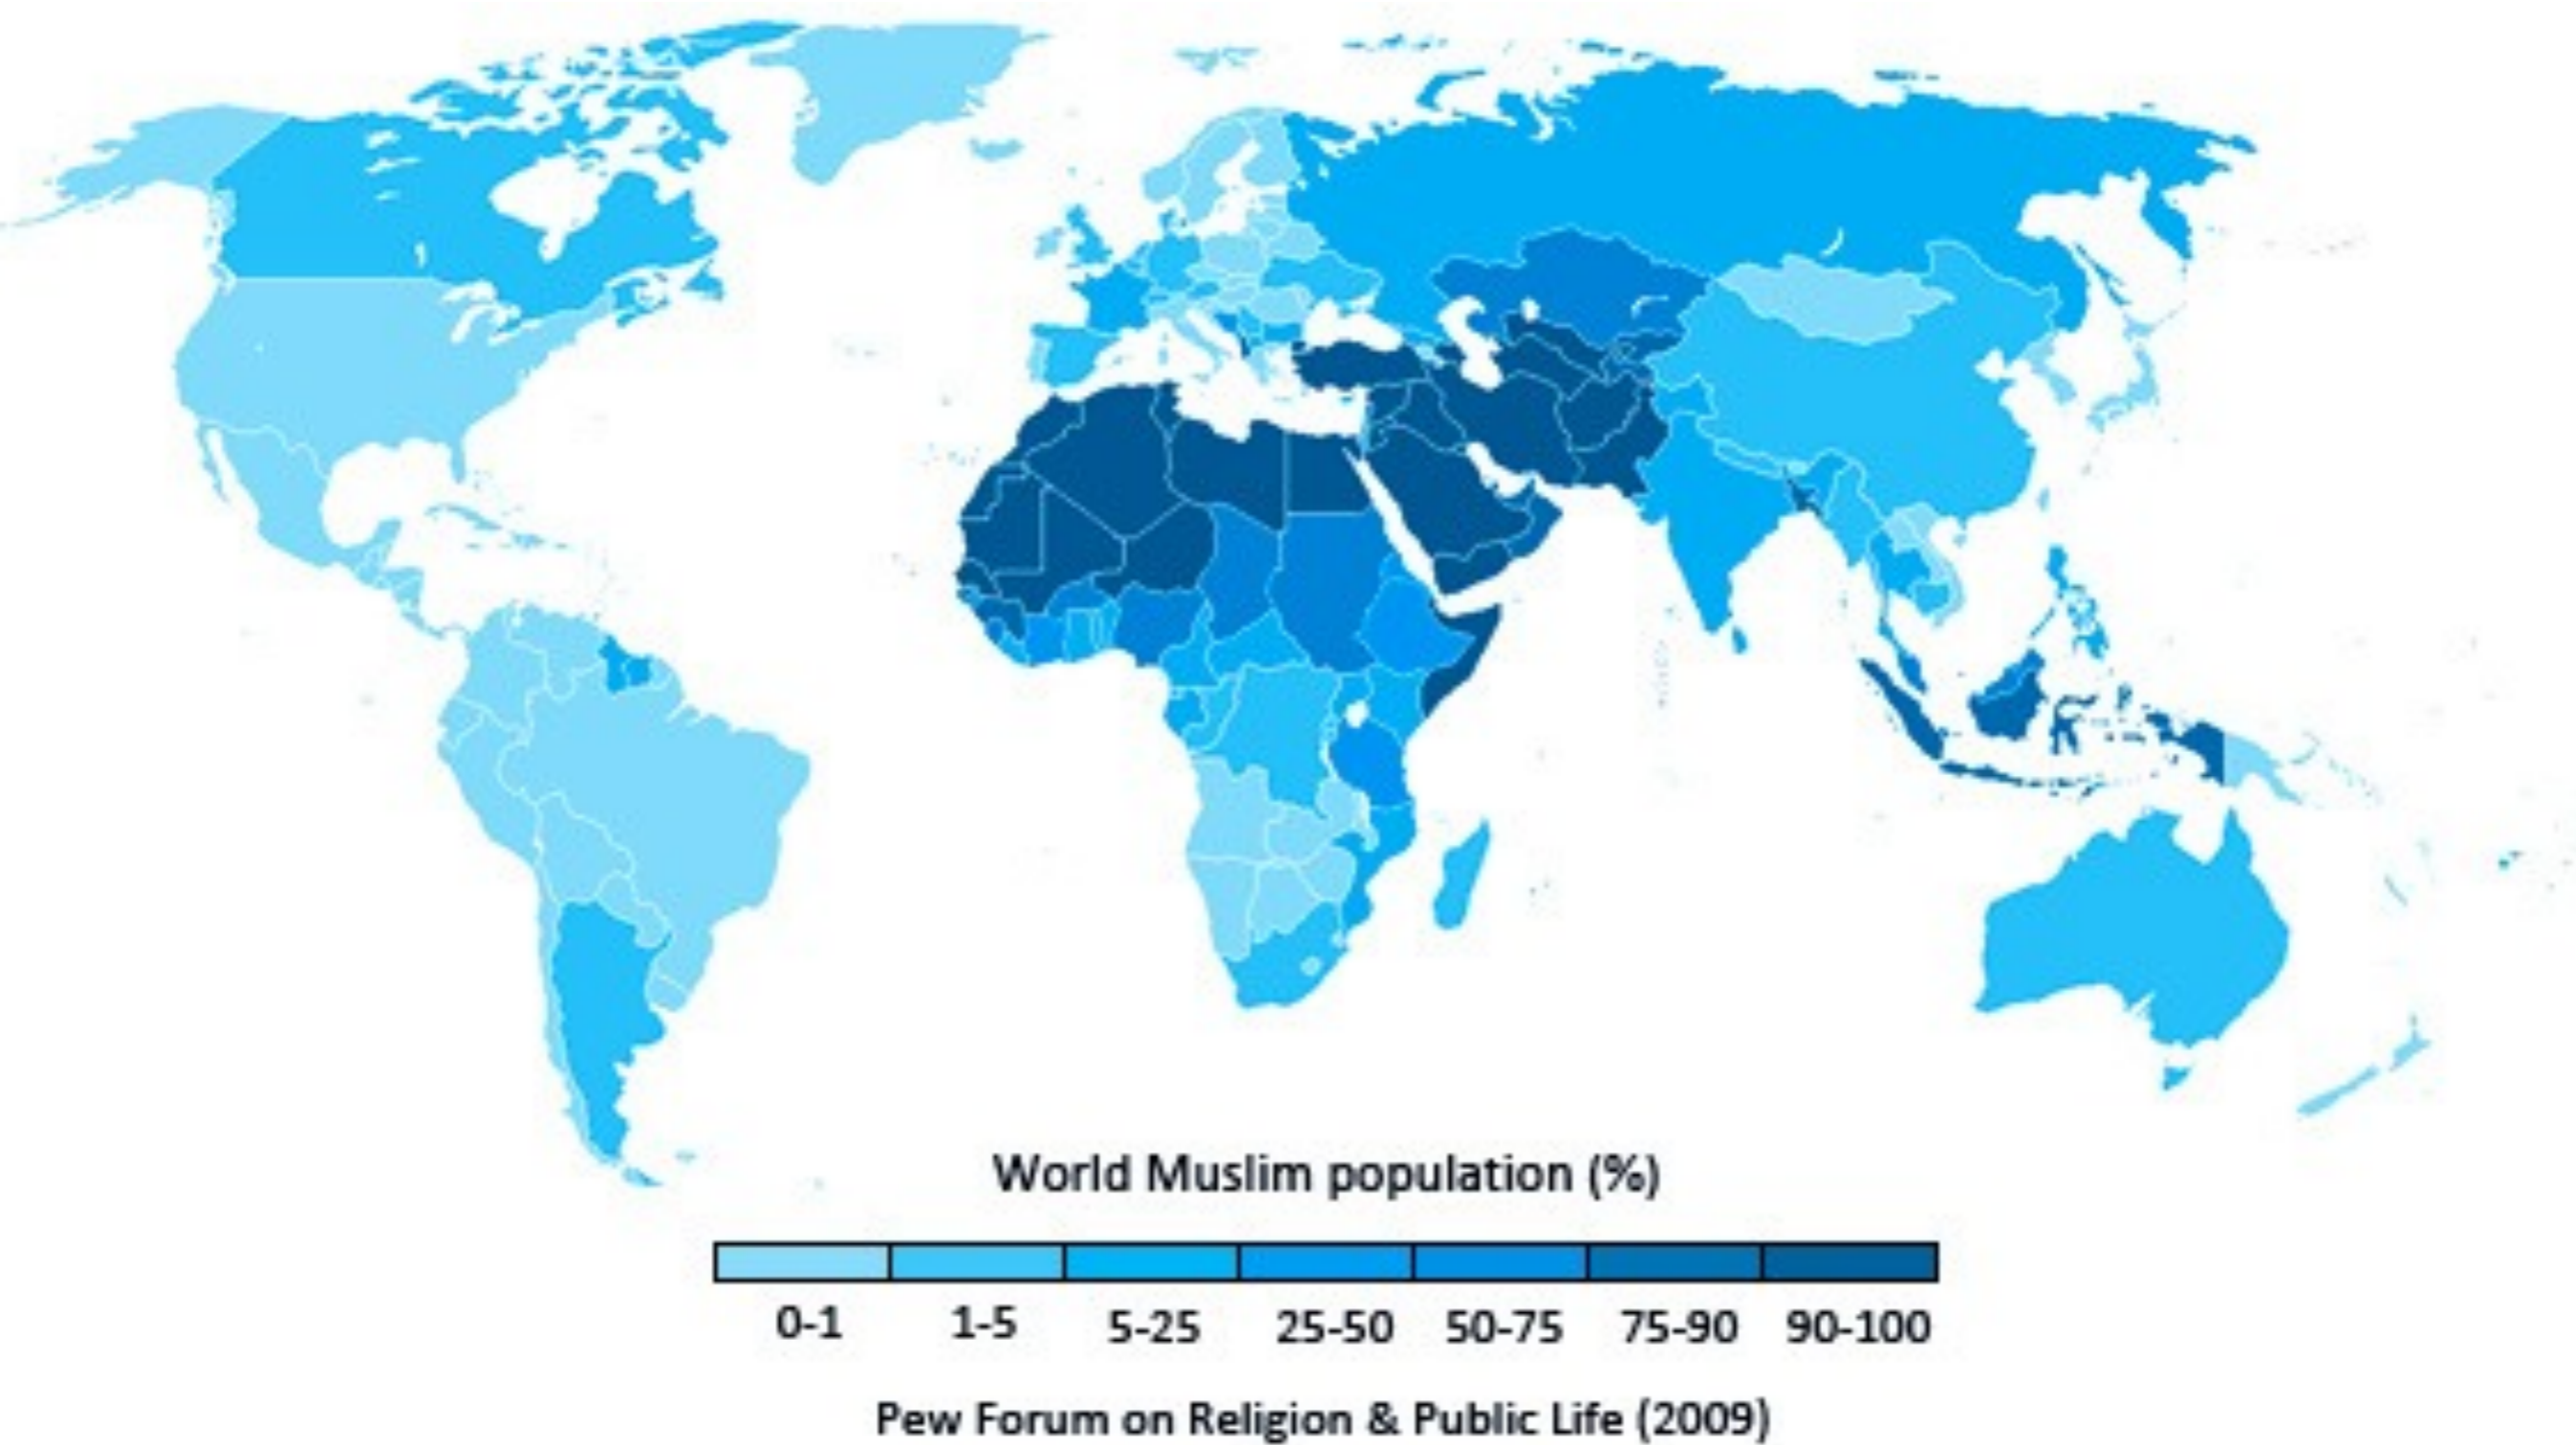 World Muslim population (%)
0-1 1-5 5-25 25-50 50-75 75-90 90-100
Pew Forum on Religion & Public Life (2009)